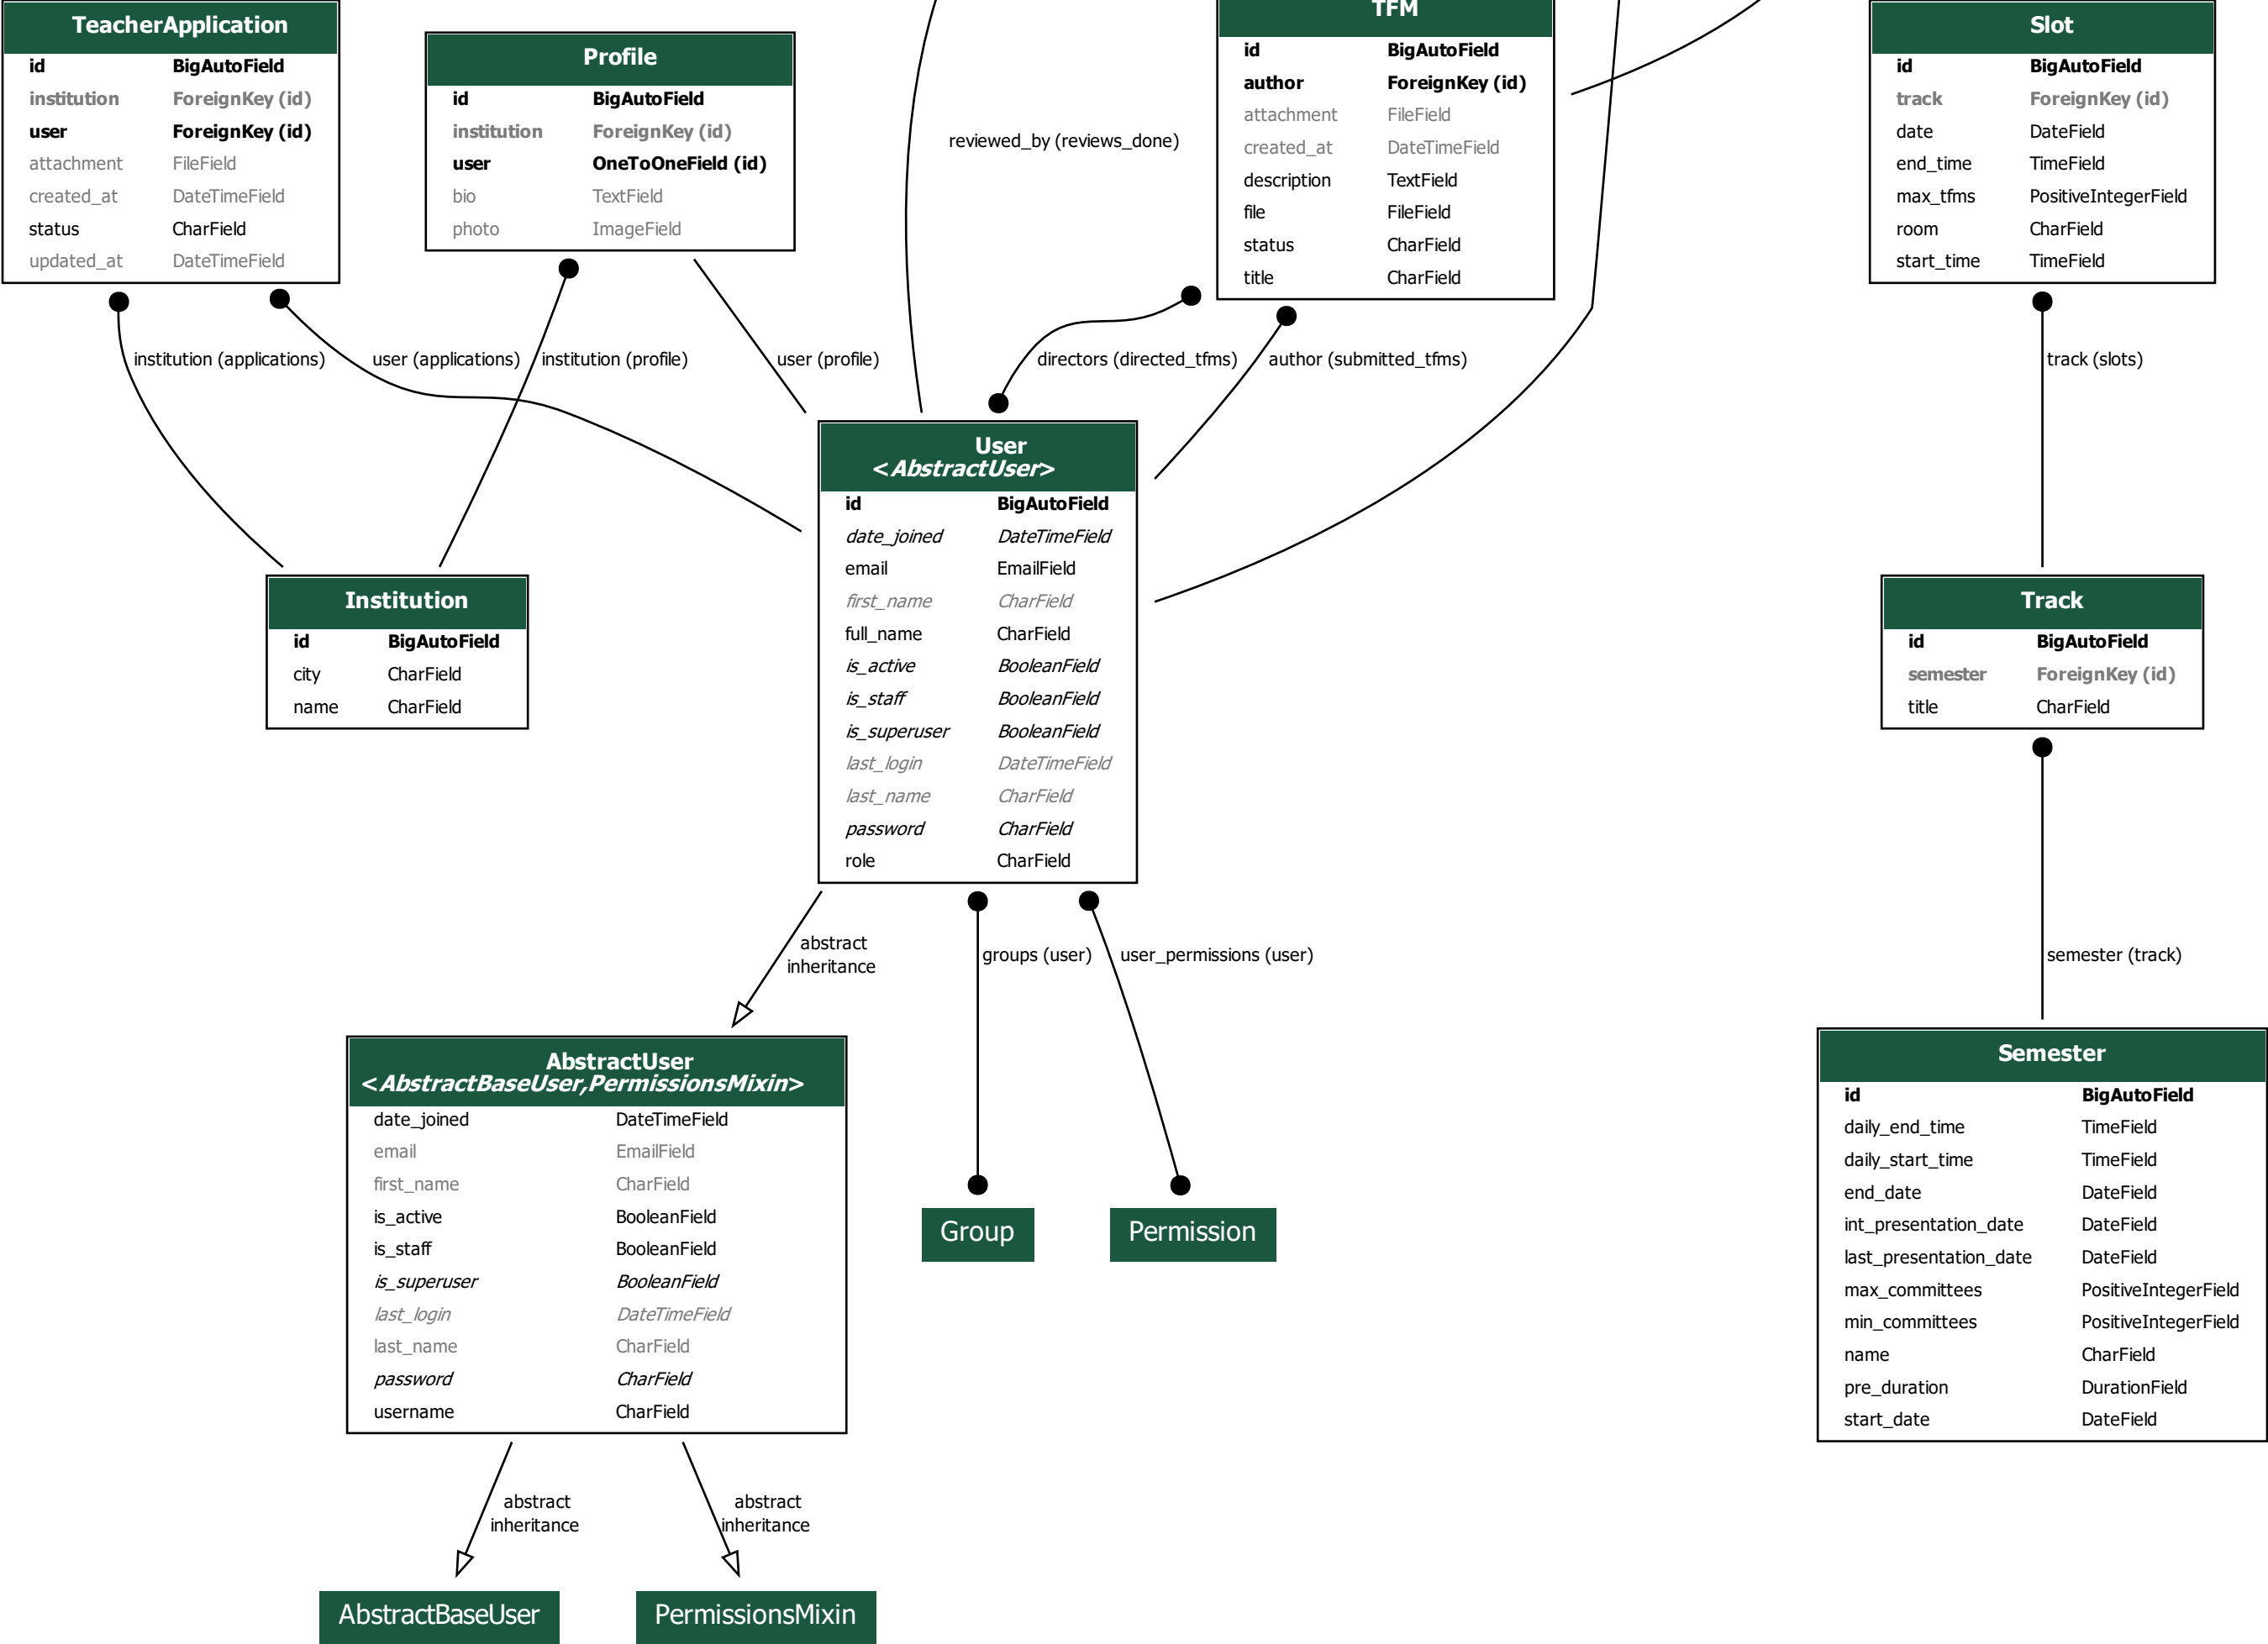 TeacherApplication
id BigAutoField
institution ForeignKey (id)
user ForeignKey (id)
attachment FileField
created_at DateTimeField
status CharField
updated_at DateTimeField
Profile
id BigAutoField
institution ForeignKey (id)
user OneToOneField (id)
bio TextField
photo ImageField
reviewed_by (reviews_done)
TFM
id BigAutoField
author ForeignKey (id)
attachment FileField
created_at DateTimeField
description TextField
file FileField
status CharField
title CharField
Slot
id BigAutoField
track ForeignKey (id)
date DateField
end_time TimeField
max_tfms PositiveIntegerField
room CharField
start_time TimeField
institution (applications)
user (applications)
institution (profile)
user (profile)
directors (directed_tfms)
author (submitted_tfms)
track (slots)
Institution
id BigAutoField
city CharField
name CharField
User
<AbstractUser>
id BigAutoField
date_joined DateTimeField
email EmailField
first_name CharField
full_name CharField
is_active BooleanField
is_staff BooleanField
is_superuser BooleanField
last_login DateTimeField
last_name CharField
password CharField
role CharField
Track
id BigAutoField
semester ForeignKey (id)
title CharField
abstract
inheritance
groups (user)
user_permissions (user)
semester (track)
AbstractUser
<AbstractBaseUser,PermissionsMixin>
date_joined DateTimeField
email EmailField
first_name CharField
is_active BooleanField
is_staff BooleanField
is_superuser BooleanField
last_login DateTimeField
last_name CharField
password CharField
username CharField
Group
Permission
Semester
id BigAutoField
daily_end_time TimeField
daily_start_time TimeField
end_date DateField
int_presentation_date DateField
last_presentation_date DateField
max_committees PositiveIntegerField
min_committees PositiveIntegerField
name CharField
pre_duration DurationField
start_date DateField
abstract
inheritance
abstract
inheritance
AbstractBaseUser
PermissionsMixin